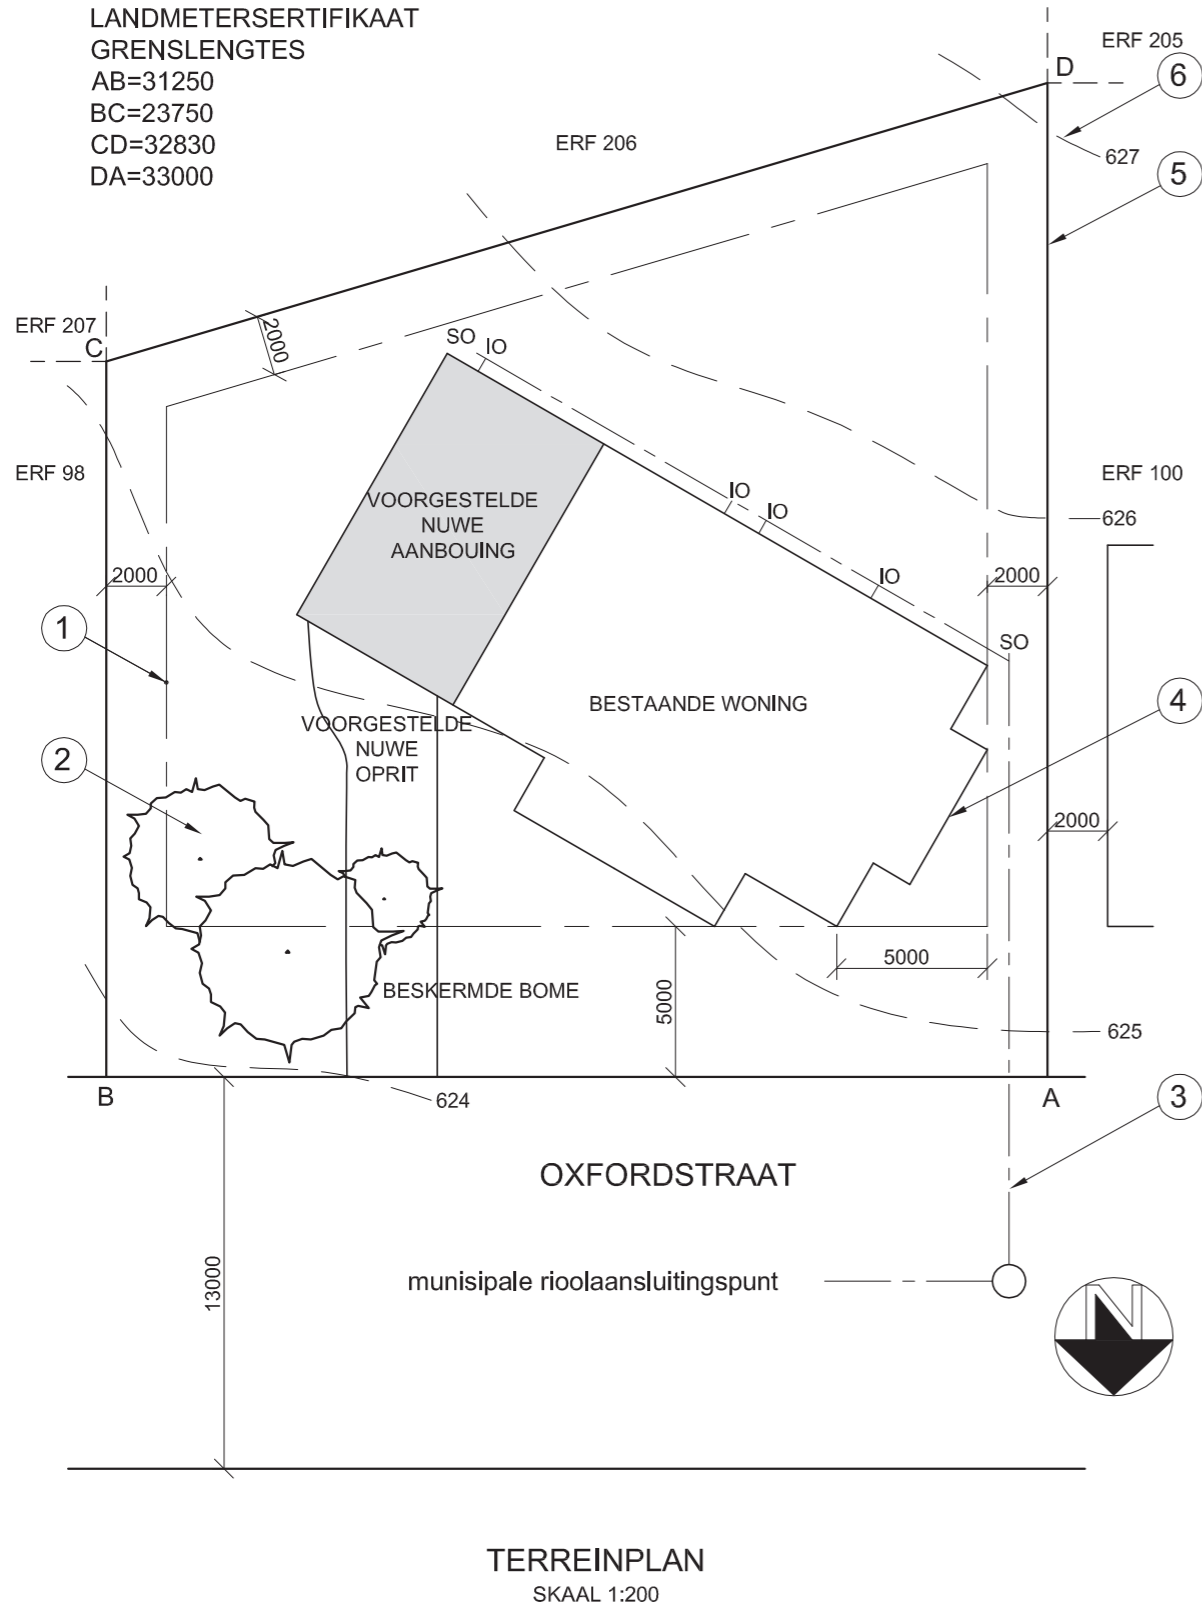 LANDMETERSERTIFIKAAT
GRENSLENGTES
AB=31250
BC=23750
CD=32830
DA=33000
ERF 205
D
6
ERF 206
627
5
ERF 207
C
2000
SO IO
ERF 98
ERF 100
VOORGESTELDE
NUWE
AANBOUING
IO
IO
626
2000
IO
2000
1
SO
BESTAANDE WONING
4
VOORGESTELDE
NUWE
OPRIT
2
2000
5000
5000
BESKERMDE BOME
625
B
624
A
3
OXFORDSTRAAT
13000
munisipale rioolaansluitingspunt
N
TERREINPLAN
SKAAL 1:200